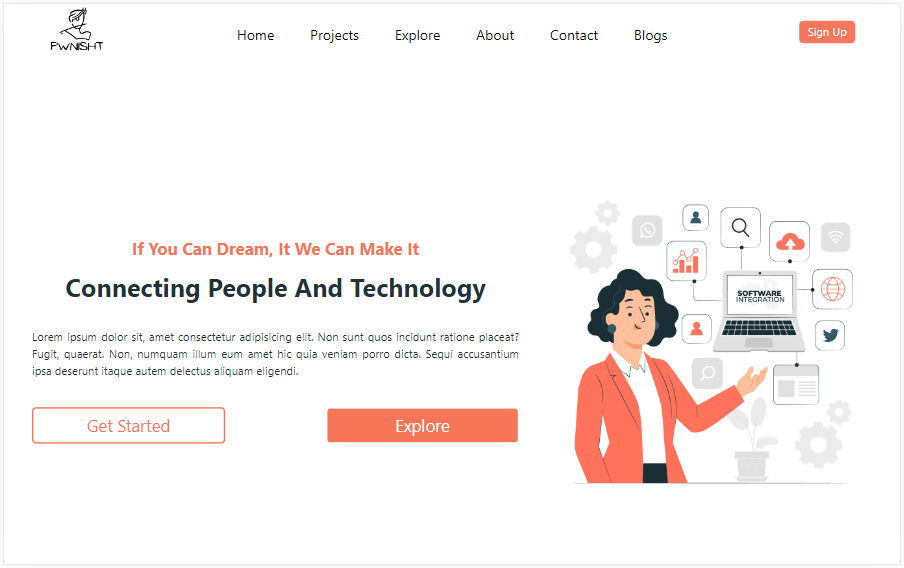 PWNISHT
Home Projects Explore About Contact Blogs
Sign Up
If You Can Dream, It We Can Make It
Connecting People And Technology
Lorem ipsum dolor sit, amet consectetur adipisicing elit. Non sunt quos incidunt ratione placeat?
Fugit, quaerat. Non, numquam illum eum amet hic quia veniam porro dicta. Sequi accusantium
ipsa deserunt itaque autem delectus aliquam eligendi.
Get Started Explore
SOFTWARE
INTEGRATION